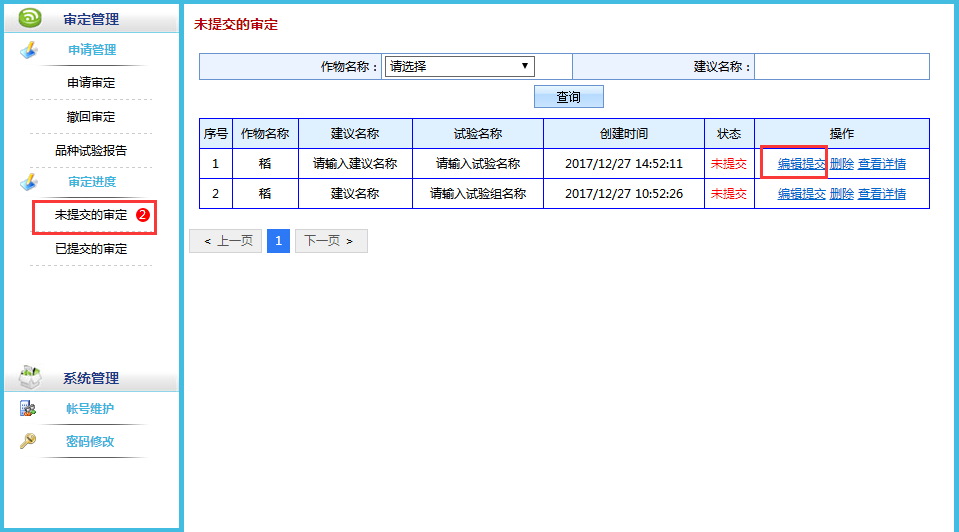 审定管理
申请管理
申请审定
撤回审定
品种试验报告
审定进度
未提交的审定 2
已提交的审定
系统管理
帐号维护
密码修改
未提交的审定
作物名称： 请选择 建议名称：
查询
序号 作物名称 建议名称 试验名称 创建时间 状态 操作
1 稻 请输入建议名称 请输入试验名称 2017/12/27 14:52:11 未提交 编辑提交 删除 查看详情
2 稻 建议名称 请输入试验组名称 2017/12/27 10:52:26 未提交 编辑提交 删除 查看详情
< 上一页 1 下一页 >